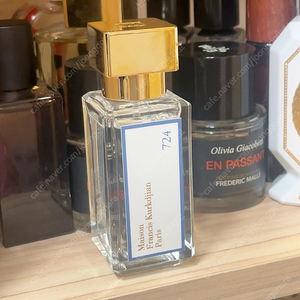 724
Maison
Francis Kurkdjian
Paris
Olivia Giacobetti
EN PASSANT
FREDERIC MALLE